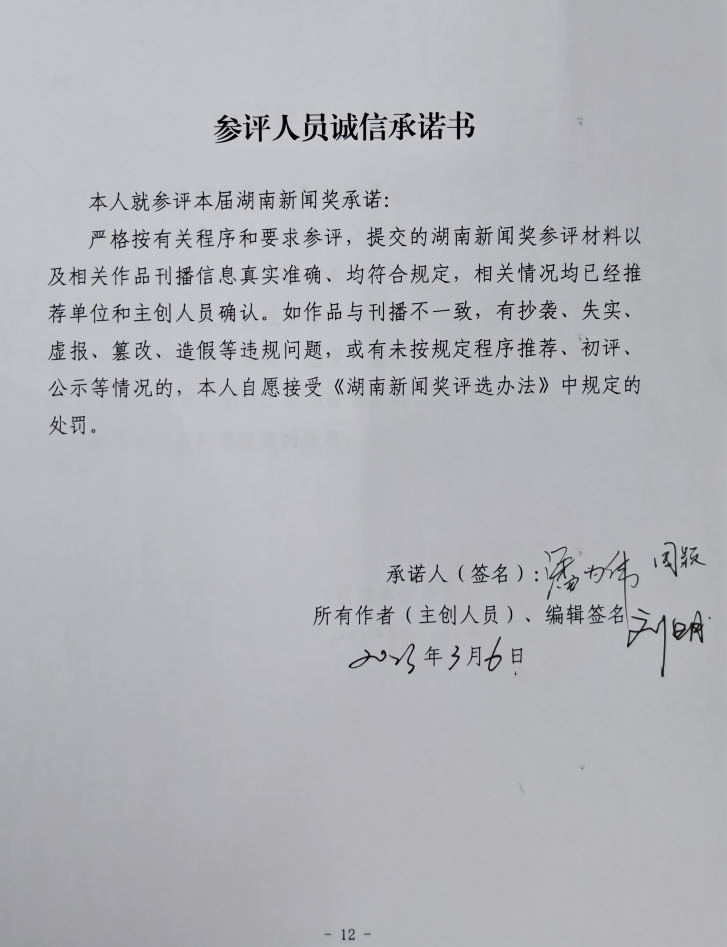 参评人员诚信承诺书
本人就参评本届湖南新闻奖承诺：
严格按有关程序和要求参评，提交的湖南新闻奖参评材料以
及相关作品刊播信息真实准确、均符合规定，相关情况均已经推
荐单位和主创人员确认。如作品与刊播不一致，有抄袭、失实、
虚报、篡改、造假等违规问题，或有未按规定程序推荐、初评、
公示等情况的，本人自愿接受《湖南新闻奖评选办法》中规定的
处罚。
承诺人（签名）：潘力伟 周颖
所有作者（主创人员）、编辑签名 刘明
2023年3月6日
- 12 -